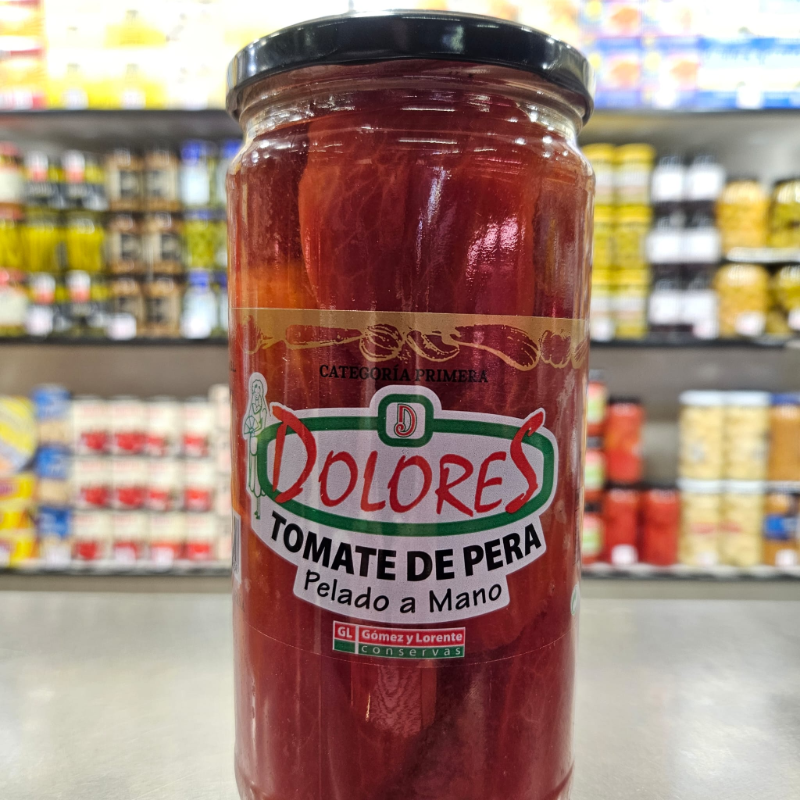 CATEGORÍA PRIMERA
D
DOLORES
TOMATE DE PERA
Pelado a Mano
GL Gómez y Lorente
conservas